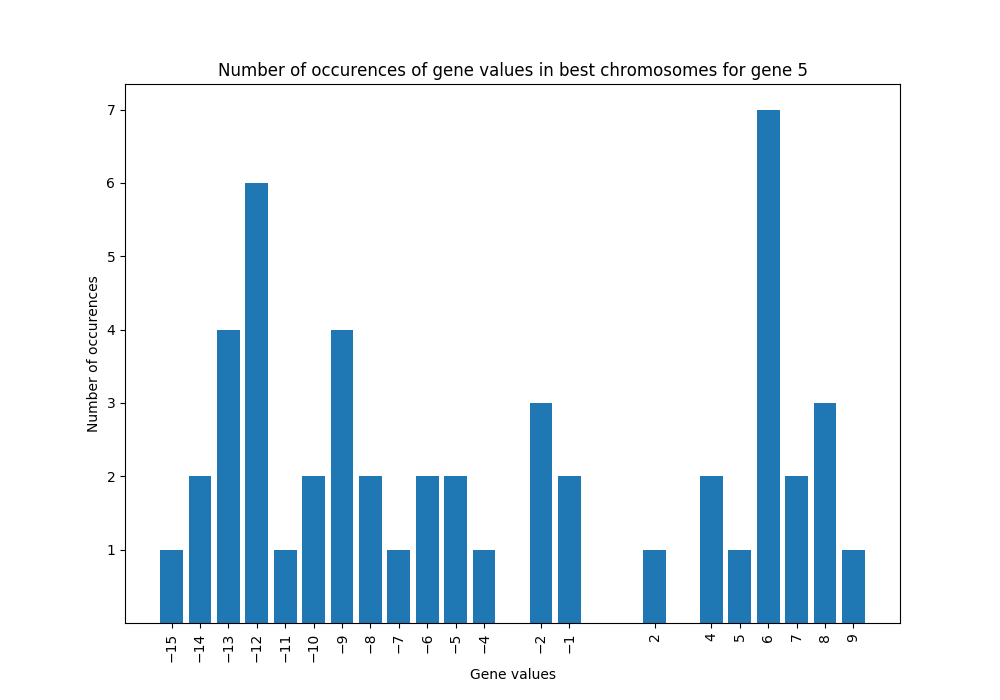 Number of occurences of gene values in best chromosomes for gene 5
Number of occurences
7
6
5
4
3
2
1
−15 −14 −13 −12 −11 −10 −9 −8 −7 −6 −5 −4 −2 −1 2 4 5 6 7 8 9
Gene values